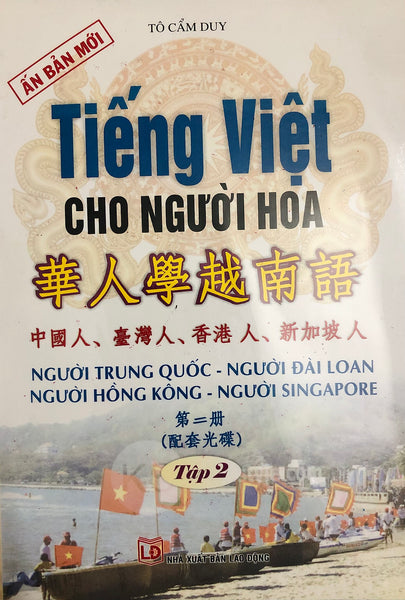 TÔ CẨM DUY
ẤN BẢN MỚI
Tiếng Việt
CHO NGƯỜI HOA
華人學越南語
中國人、臺灣人、香港人、新加坡人
NGƯỜI TRUNG QUỐC - NGƯỜI ĐÀI LOAN
NGƯỜI HỒNG KÔNG - NGƯỜI SINGAPORE
第二册
(配套光碟)
Tập 2
LĐ
NHÀ XUẤT BẢN LAO ĐỘNG